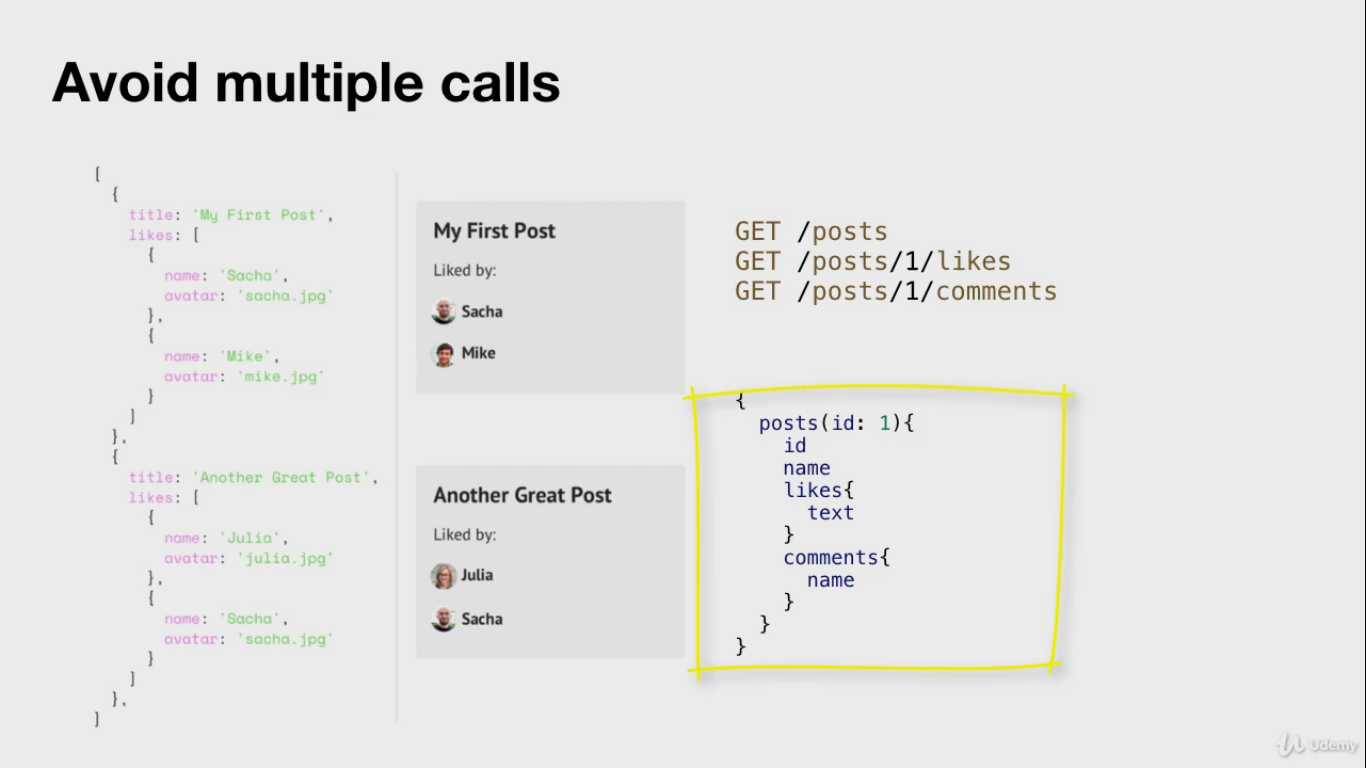 Avoid multiple calls
[
{
title: 'My First Post',
likes: [
{
name: 'Sacha',
avatar: 'sacha.jpg'
},
{
name: 'Mike',
avatar: 'mike.jpg'
}
]
},
{
title: 'Another Great Post',
likes: [
{
name: 'Julia',
avatar: 'julia.jpg'
},
{
name: 'Sacha',
avatar: 'sacha.jpg'
}
]
},
]
My First Post
Liked by:
Sacha
Mike
Another Great Post
Liked by:
Julia
Sacha
GET /posts
GET /posts/1/likes
GET /posts/1/comments
{
posts(id: 1){
id
name
likes{
text
}
comments{
name
}
}
}
Udemy